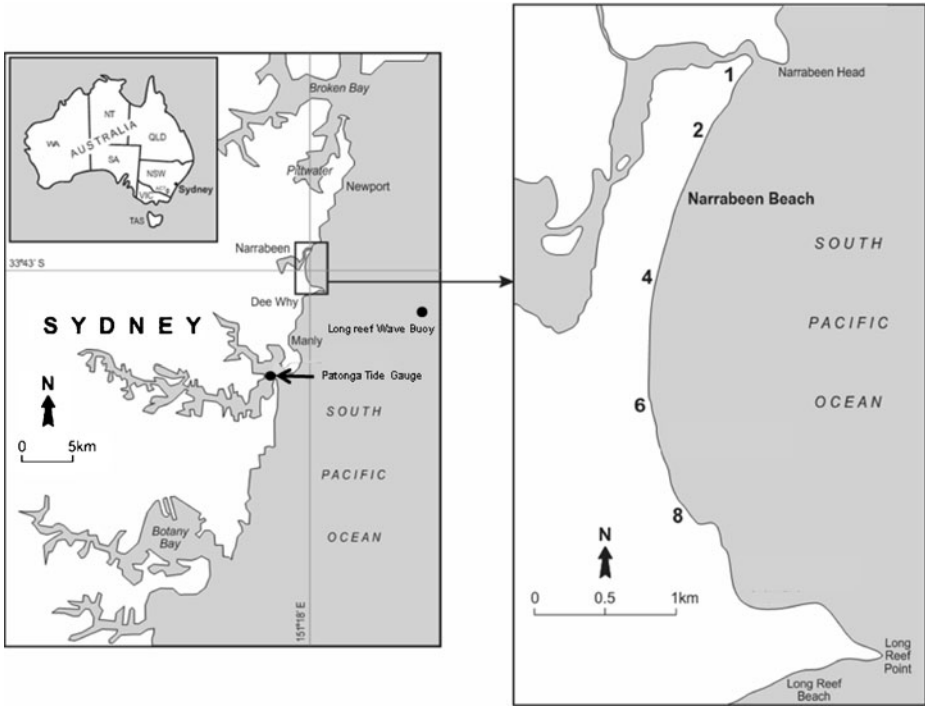 Broken Bay
NT
WA
QLD
AUSTRALIA
SA
NSW
ACT
VIC
Sydney
TAS
Pittwater
Newport
Narrabeen
33°43' S
Dee Why
SYDNEY
Long reef Wave Buoy
Manly
Patonga Tide Gauge
N
0 5km
SOUTH
PACIFIC
OCEAN
Botany
Bay
151°18' E
1
Narrabeen Head
2
Narrabeen Beach
SOUTH
4
PACIFIC
6
OCEAN
8
N
0 0.5 1km
Long
Reef
Point
Long Reef
Beach